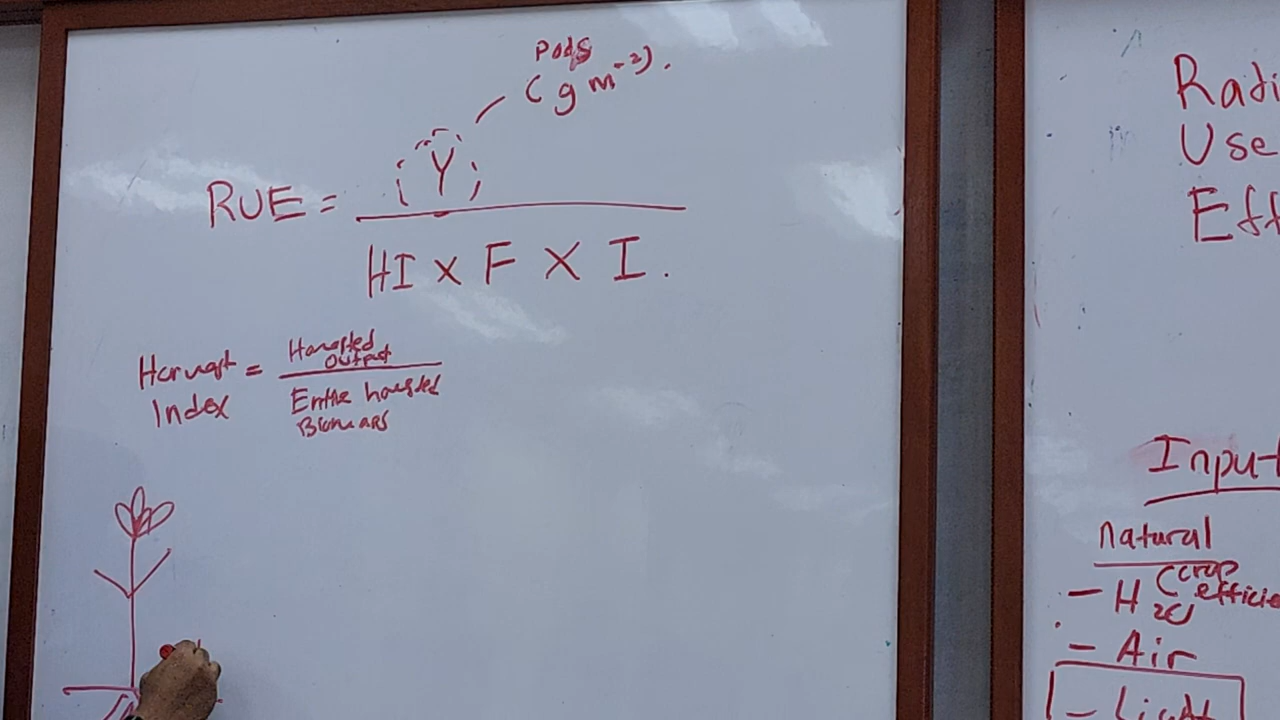 Pods
(g m⁻²).
RUE = Y
HI x F x I.
Harvest Index = Harvested Output
Entire harvested Biomass
Radi
Use
Eff
Input
natural
- H2O (crop efficie
- Air
- Light